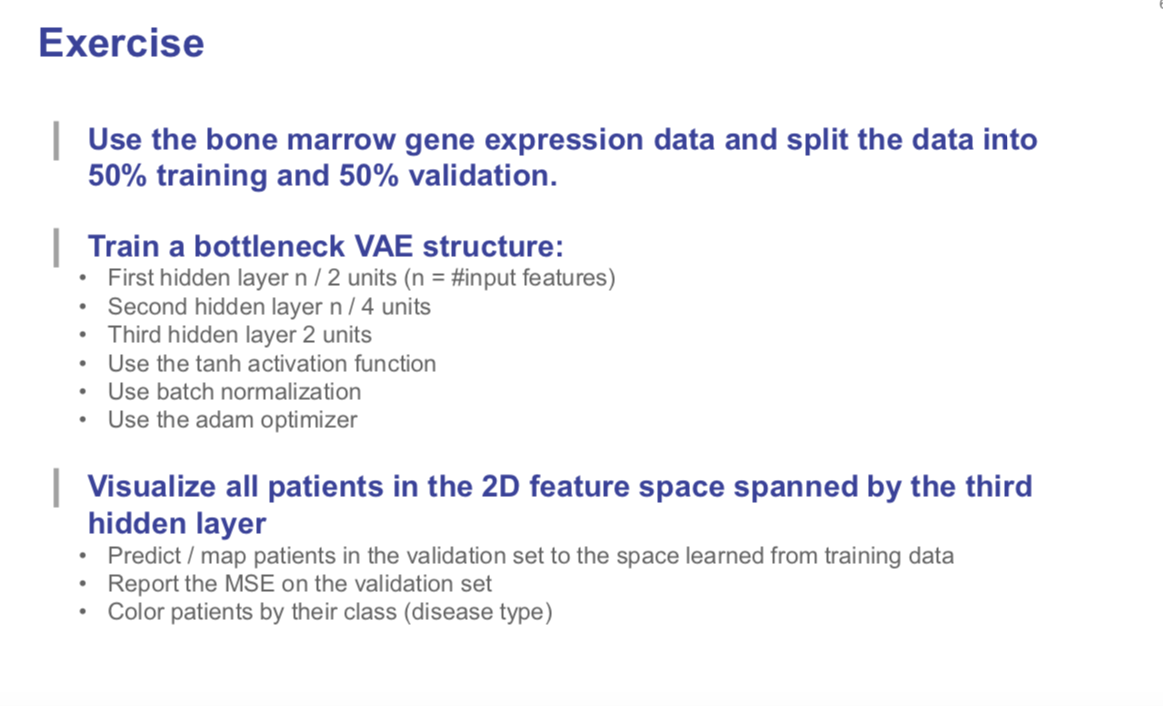 Exercise
Use the bone marrow gene expression data and split the data into
50% training and 50% validation.
Train a bottleneck VAE structure:
• First hidden layer n / 2 units (n = #input features)
• Second hidden layer n / 4 units
• Third hidden layer 2 units
• Use the tanh activation function
• Use batch normalization
• Use the adam optimizer
Visualize all patients in the 2D feature space spanned by the third
hidden layer
• Predict / map patients in the validation set to the space learned from training data
• Report the MSE on the validation set
• Color patients by their class (disease type)